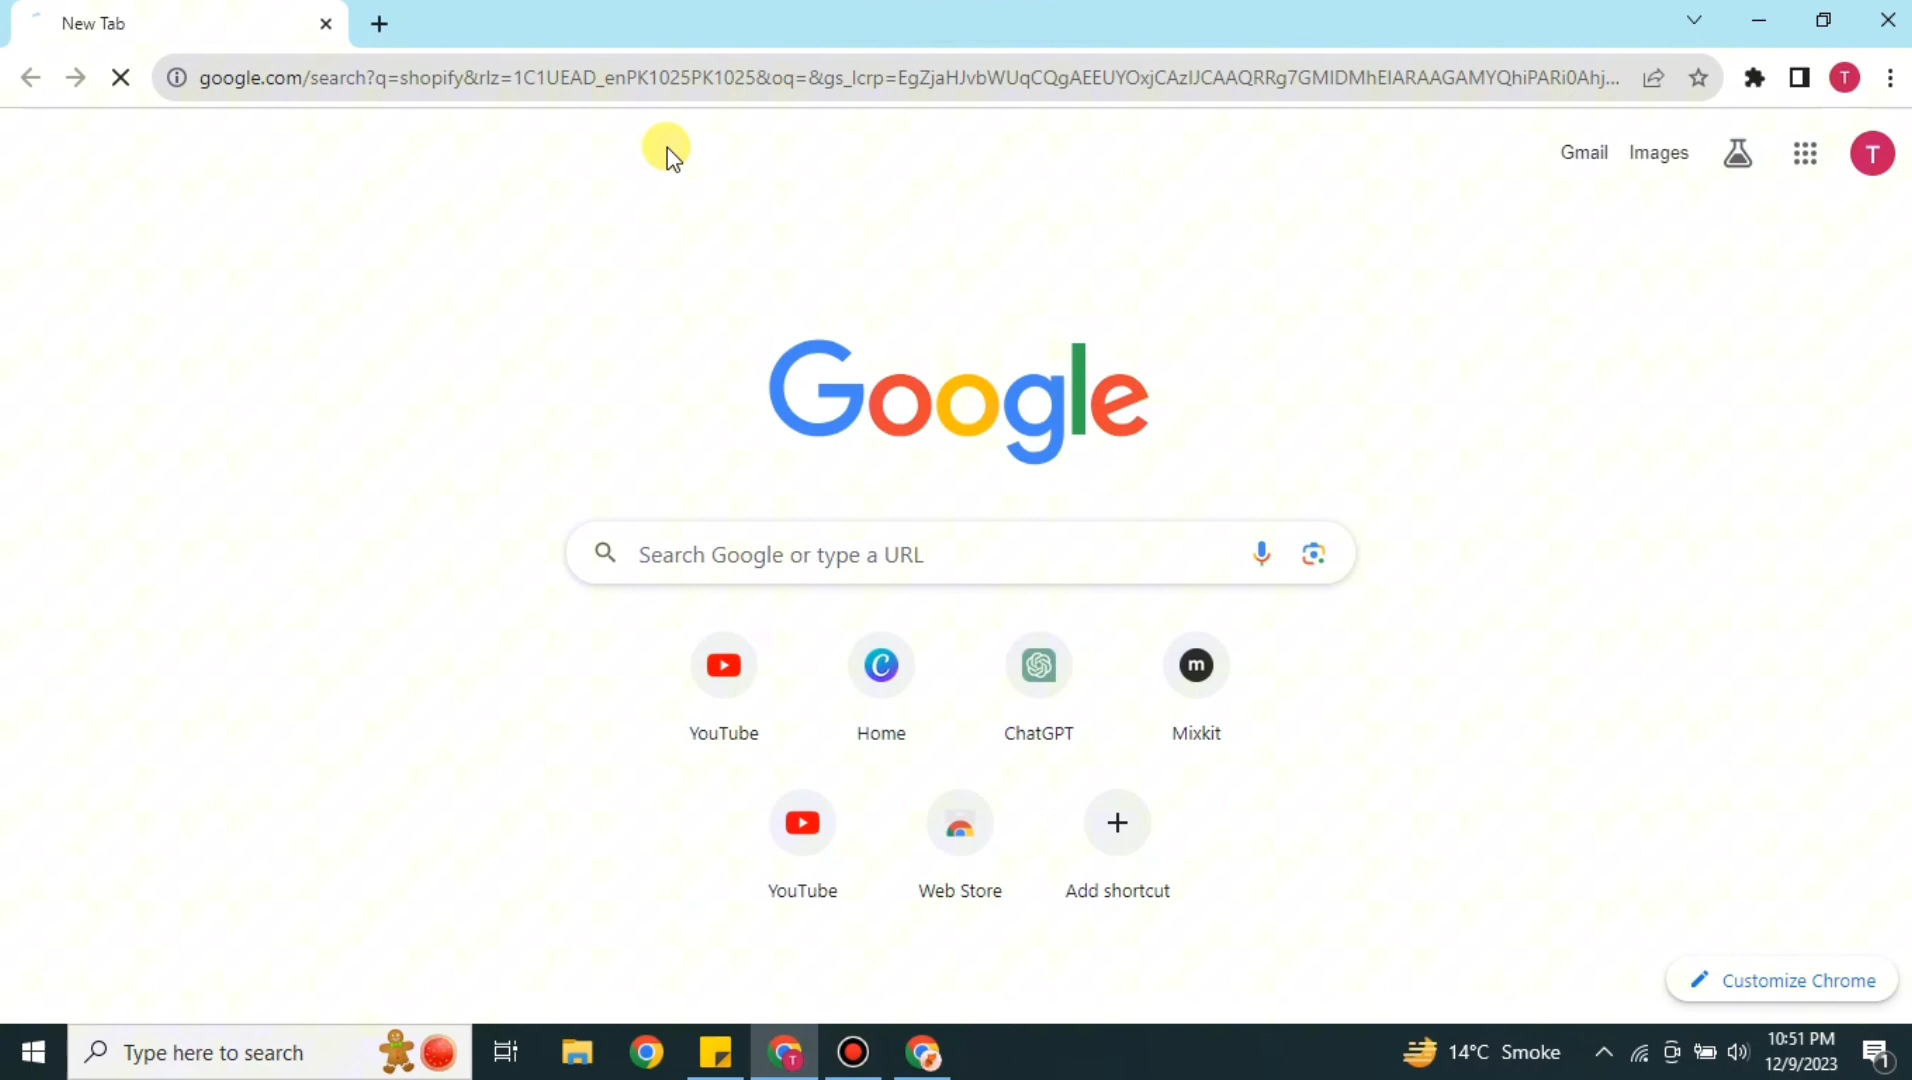 New Tab
google.com/search?q=shopify&rlz=1C1UEAD_enPK1025PK1025&oq=&gs_lcrp=EgZjaHJvbWUqCQgAEEUYOxjCAzIJCAAQRRg7GMIDMhEIARAAGAMYQhiPARi0Ahj...
T
Gmail Images T
Google
Search Google or type a URL
C m
YouTube Home ChatGPT Mixkit
YouTube Web Store Add shortcut
Customize Chrome
Type here to search T 14°C Smoke 10:51 PM
12/9/2023 1